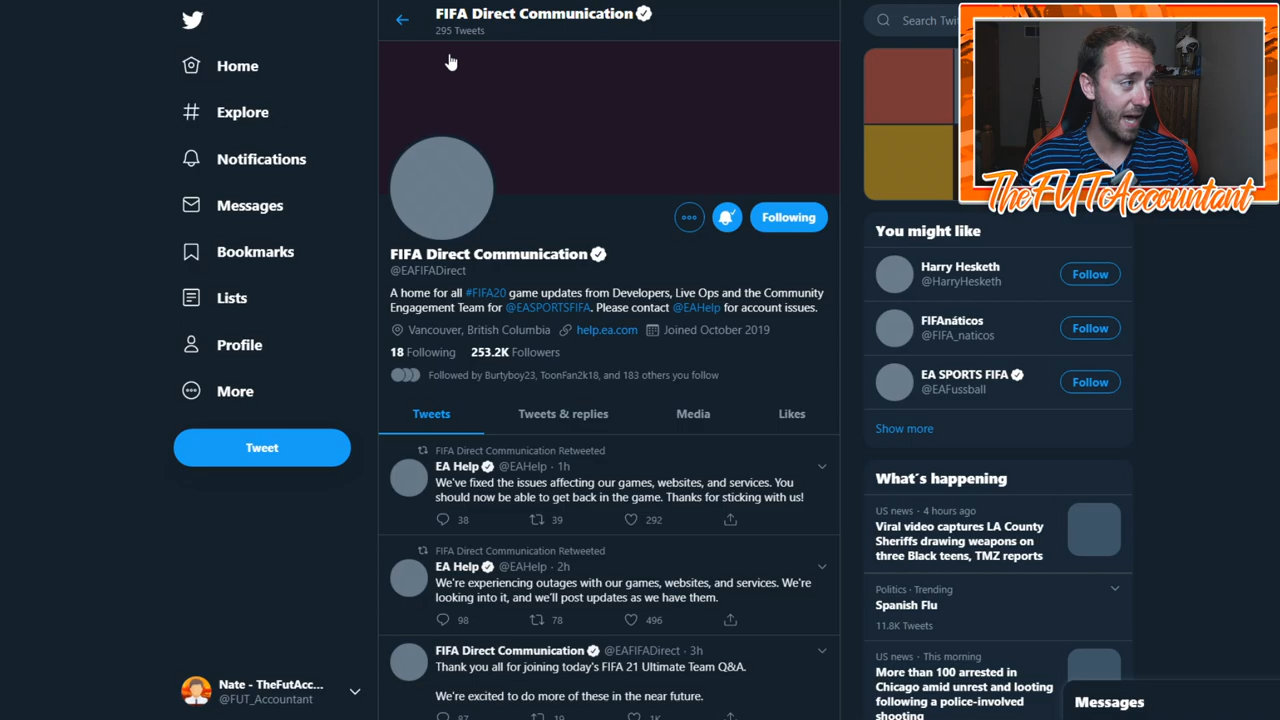 FIFA Direct Communication
295 Tweets
Search Twi
TheFUTAccountant
Home
Explore
Notifications
Messages
Bookmarks
Lists
Profile
More
Tweet
Nate - TheFutAcc...
@FUT_Accountant
Following
FIFA Direct Communication
@EAFIFADirect
A home for all #FIFA20 game updates from Developers, Live Ops and the Community
Engagement Team for @EASPORTSFIFA. Please contact @EAHelp for account issues.
Vancouver, British Columbia help.ea.com Joined October 2019
18 Following 253.2K Followers
Followed by Burtyboy23, ToonFan2k18, and 183 others you follow
Tweets Tweets & replies Media Likes
FIFA Direct Communication Retweeted
EA Help @EAHelp · 1h
We've fixed the issues affecting our games, websites, and services. You
should now be able to get back in the game. Thanks for sticking with us!
38 39 292
FIFA Direct Communication Retweeted
EA Help @EAHelp · 2h
We're experiencing outages with our games, websites, and services. We're
looking into it, and we'll post updates as we have them.
98 78 496
FIFA Direct Communication @EAFIFADirect · 3h
Thank you all for joining today's FIFA 21 Ultimate Team Q&A.
We're excited to do more of these in the near future.
87 19 1K
You might like
Harry Hesketh
@HarryHesketh
Follow
FIFAnáticos
@FIFA_naticos
Follow
EA SPORTS FIFA
@EAFussball
Follow
Show more
What's happening
US news · 4 hours ago
Viral video captures LA County
Sheriffs drawing weapons on
three Black teens, TMZ reports
Politics · Trending
Spanish Flu
11.8K Tweets
US news · This morning
More than 100 arrested in
Chicago amid unrest and looting
following a police-involved
shooting
Messages